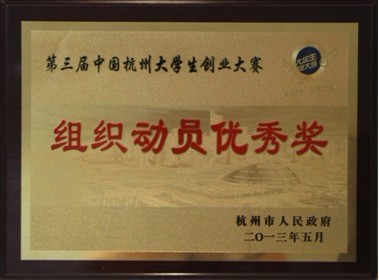 第三届中国杭州大学生创业大赛
组织动员优秀奖
杭州市人民政府
二〇一三年五月